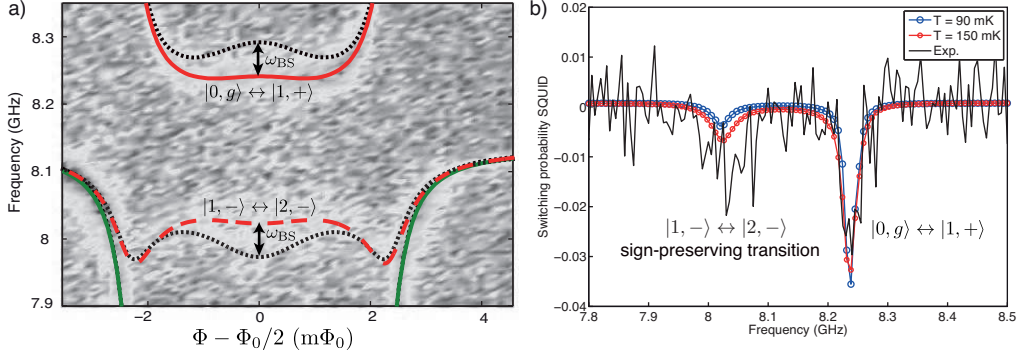 a)
Frequency (GHz)
8.3
8.2
8.1
8
7.9
ω_BS
|0, g⟩ ↔ |1, +⟩
|1, −⟩ ↔ |2, −⟩
ω_BS
−2
0
2
4
Φ − Φ₀/2 (mΦ₀)
b)
Switching probability SQUID
0.02
0.01
0
−0.01
−0.02
−0.03
−0.04
T = 90 mK
T = 150 mK
Exp.
|1, −⟩ ↔ |2, −⟩
sign-preserving transition
|0, g⟩ ↔ |1, +⟩
7.8
7.9
8
8.1
8.2
8.3
8.4
8.5
Frequency (GHz)